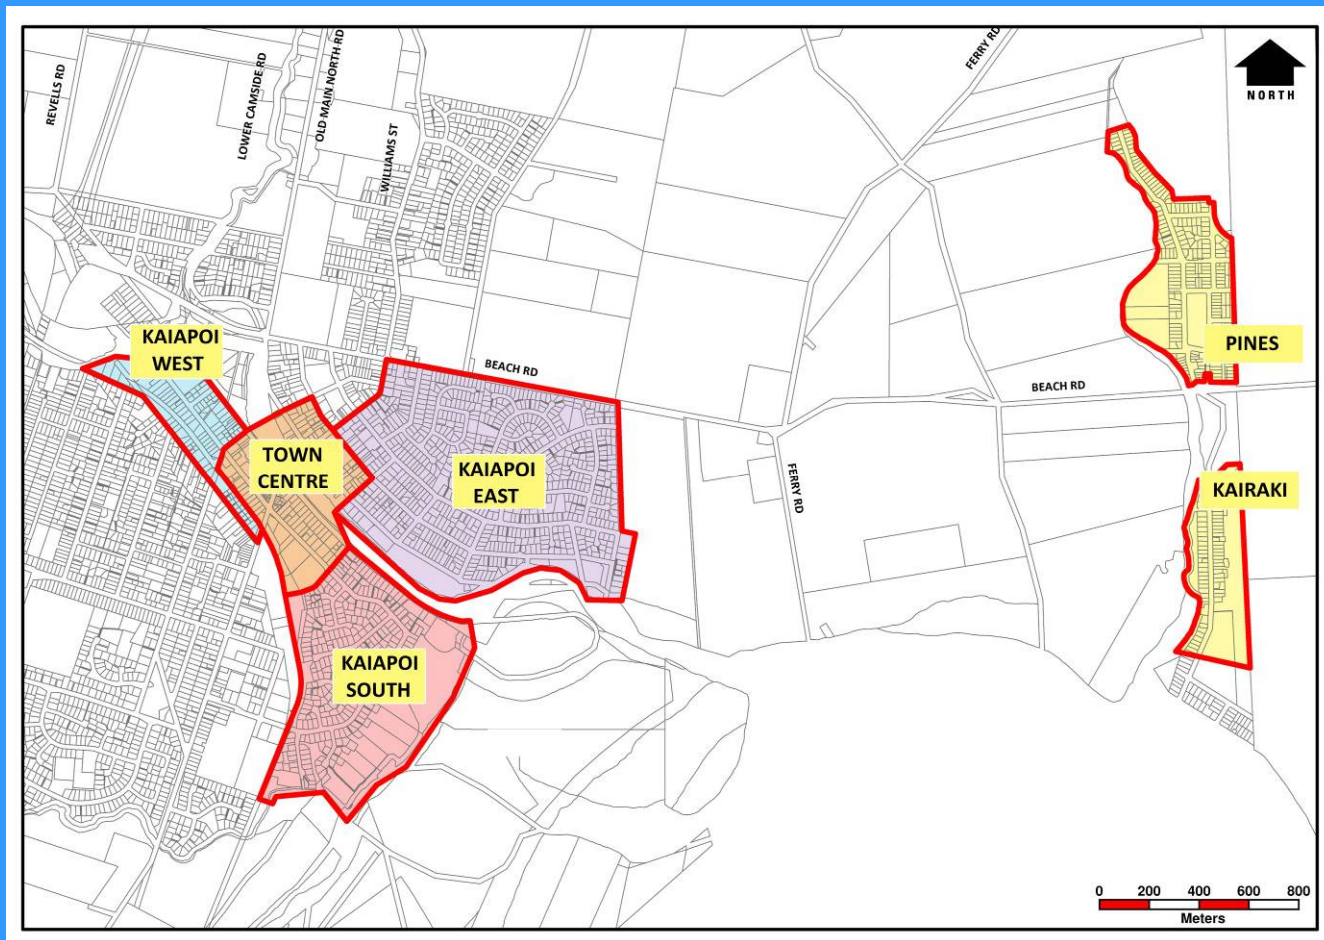 REVELLS RD
LOWER CAMSIDE RD
OLD MAIN NORTH RD
WILLIAMS ST
FERRY RD
NORTH
KAIAPOI
WEST
BEACH RD
PINES
BEACH RD
TOWN
CENTRE
KAIAPOI
EAST
FERRY RD
KAIRAKI
KAIAPOI
SOUTH
0 200 400 600 800
Meters